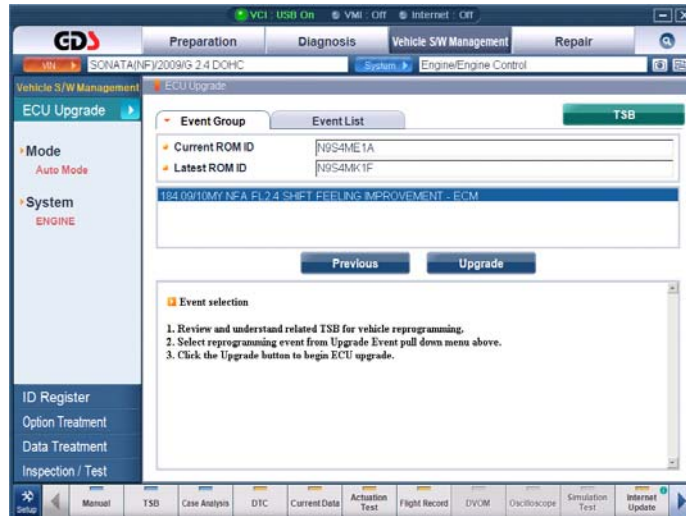 VCI : USB On VMI : Off Internet : Off
GDS Preparation Diagnosis Vehicle S/W Management Repair
VIN SONATA(NF)/2009/G 2.4 DOHC System Engine/Engine Control
Vehicle S/W Management ECU Upgrade
ECU Upgrade
Event Group Event List TSB
Mode
Auto Mode
System
ENGINE
Current ROM ID N9S4ME1A
Latest ROM ID N9S4MK1F
184.09/10MY NFA FL2.4 SHIFT FEELING IMPROVEMENT - ECM
Previous Upgrade
Event selection
1. Review and understand related TSB for vehicle reprogramming.
2. Select reprogramming event from Upgrade Event pull down menu above.
3. Click the Upgrade button to begin ECU upgrade.
ID Register
Option Treatment
Data Treatment
Inspection / Test
Setup Manual TSB Case Analysis DTC Current Data Actuation Test Flight Record DVOM Oscilloscope Simulation Test Internet Update